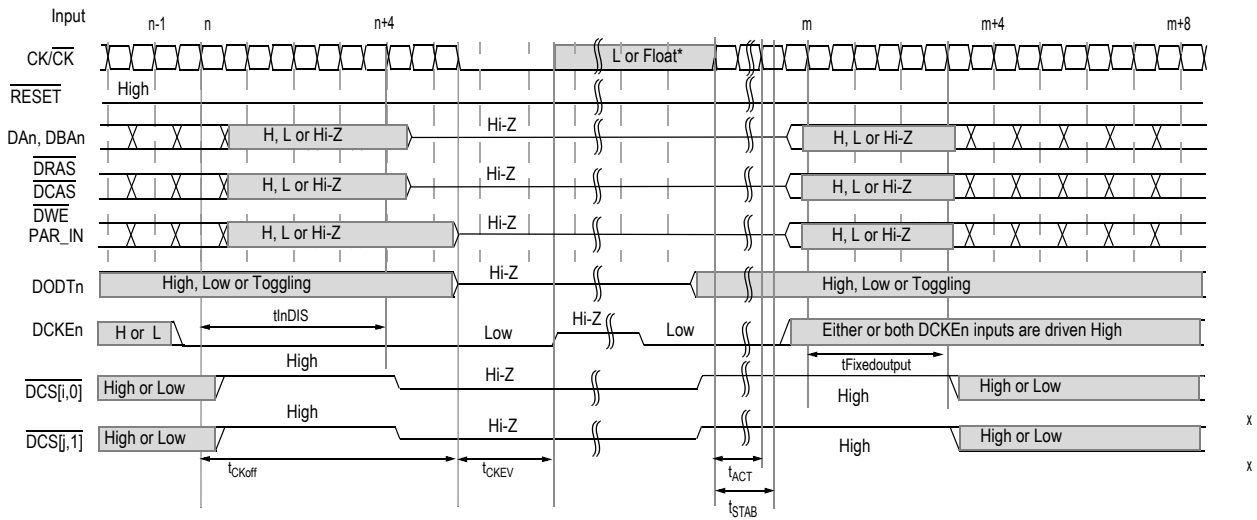 Input
n-1 n n+4 m m+4 m+8
CK/CK L or Float*
RESET High
DAn, DBAn H, L or Hi-Z Hi-Z H, L or Hi-Z
DRAS
DCAS H, L or Hi-Z Hi-Z H, L or Hi-Z
DWE
PAR_IN H, L or Hi-Z Hi-Z H, L or Hi-Z
DODTn High, Low or Toggling Hi-Z High, Low or Toggling
tInDIS
DCKEn H or L Low Hi-Z Low Either or both DCKEn inputs are driven High
tFixedoutput
DCS[i,0] High or Low High Hi-Z High High or Low
DCS[j,1] High or Low High Hi-Z High High or Low
x
tCKoff tCKEV tACT
x
tSTAB